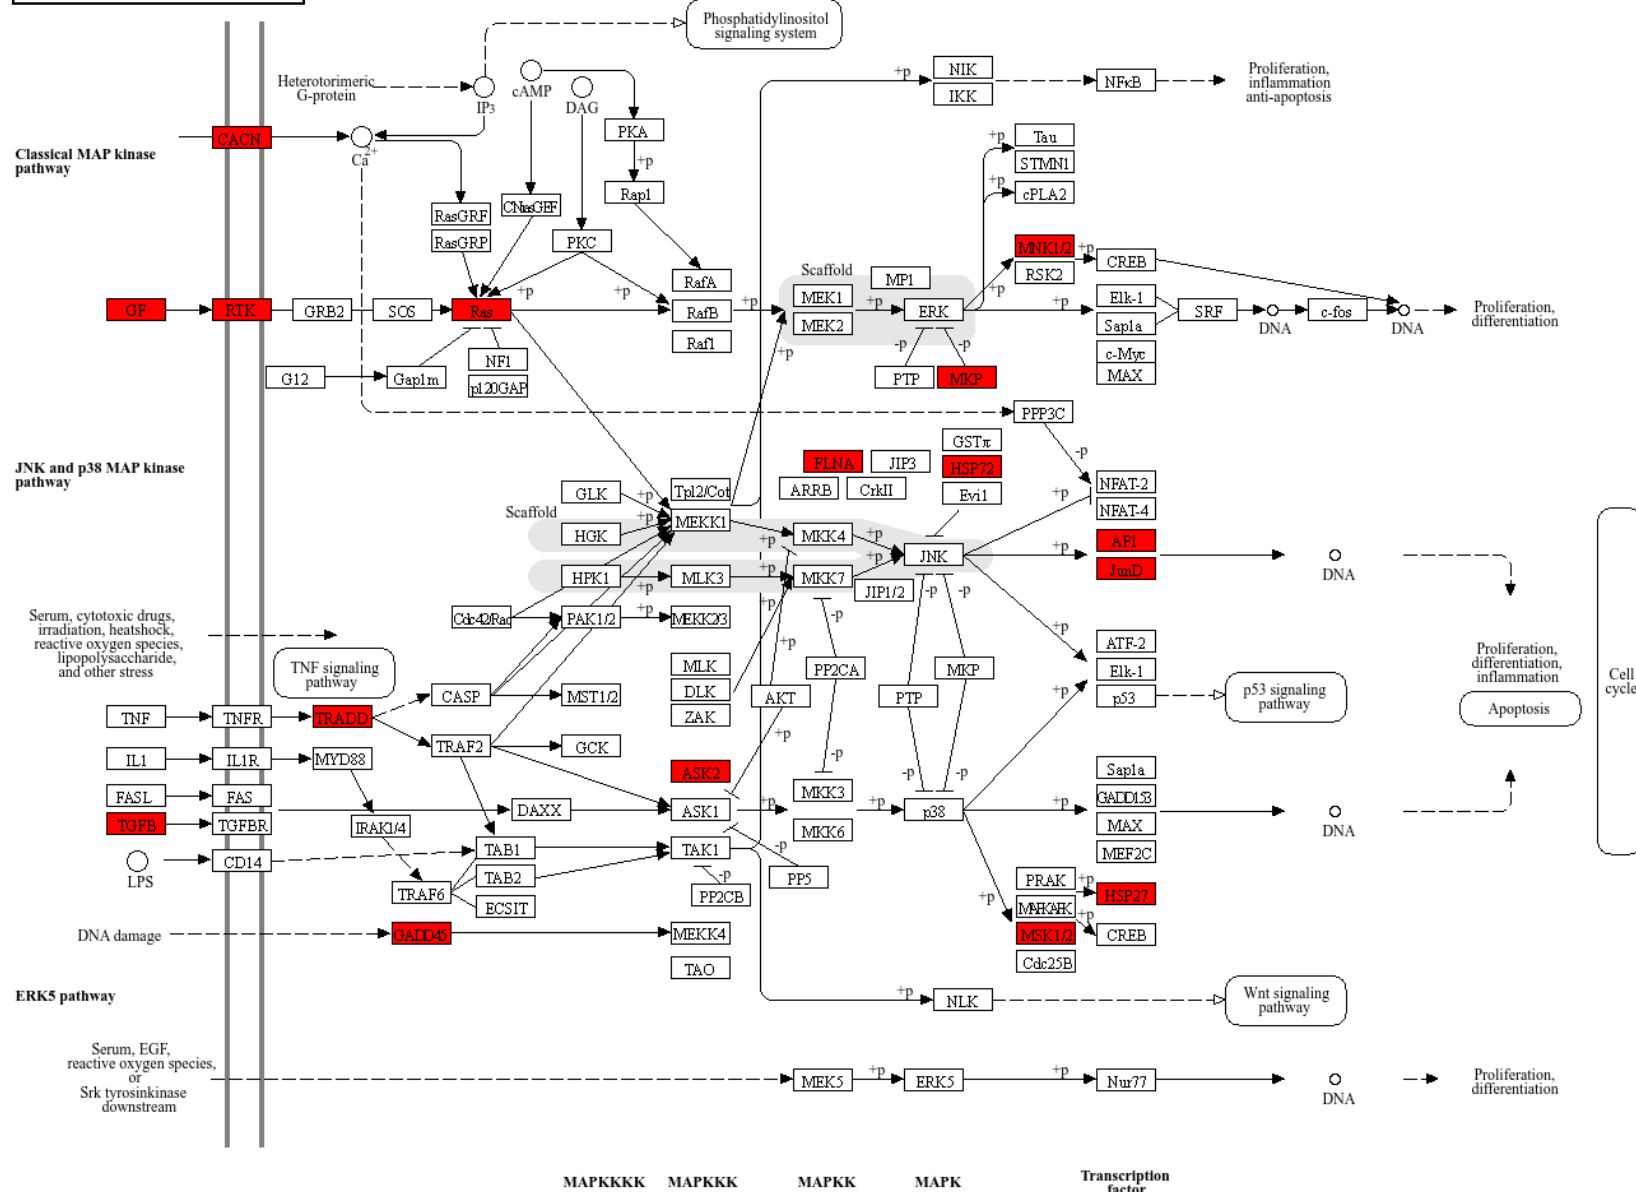 Phosphatidylinositol
signaling system
Heterotorimeric
G-protein
IP3
cAMP
DAG
+p
NIK
IKK
NFκB
Proliferation,
inflammation
anti-apoptosis
Classical MAP kinase
pathway
CACN
Ca2+
PKA
+p
Rap1
+p
Tau
STMN1
+p
cPLA2
RasGRF
RasGRP
CNrasGEF
PKC
MNK1/2
+p
RSK2
CREB
Scaffold
MP1
RafA
RafB
Raf1
MEK1
MEK2
GF
RTK
GRB2
SOS
Ras
+p
+p
+p
+p
ERK
+p
+p
Elk-1
Sap1a
c-Myc
MAX
SRF
DNA
c-fos
DNA
Proliferation,
differentiation
G12
Gap1m
NF1
p120GAP
+p
-p
-p
PTP
MKP
PPP3C
-p
JNK and p38 MAP kinase
pathway
FLNA
JIP3
GSTπ
HSP72
ARRB
CrkII
Evi1
NFAT-2
NFAT-4
Scaffold
GLK
HGK
HPK1
+p
+p
+p
+p
Tpl2/Cot
MEKK1
MLK3
+p
+p
+p
MKK4
MKK7
+p
+p
JNK
JIP1/2
+p
+p
AP1
JunD
DNA
Cdc42/Rac
PAK1/2
+p
MEKK2/3
-p
-p
-p
+p
Serum, cytotoxic drugs,
irradiation, heatshock,
reactive oxygen species,
lipopolysaccharide,
and other stress
TNF signaling
pathway
CASP
MST1/2
MLK
DLK
ZAK
AKT
+p
PP2CA
PTP
MKP
+p
ATF-2
Elk-1
p53
+p
p53 signaling
pathway
Proliferation,
differentiation,
inflammation
Apoptosis
Cell
cycle
TNF
TNFR
TRADD
TRAF2
GCK
+p
-p
-p
-p
IL1
IL1R
MYD88
ASK2
ASK1
FASL
FAS
TGFB
TGFBR
DAXX
IRAK1/4
+p
MKK3
MKK6
+p
p38
+p
Sap1a
GADD153
MAX
MEF2C
DNA
LPS
CD14
TAB1
TAB2
ECSIT
TRAF6
TAK1
-p
-p
PP2CB
PP5
+p
PRAK
+p
MAPKAPK
+p
MSK1/2
Cdc25B
HSP27
CREB
DNA damage
GADD45
MEKK4
TAO
ERK5 pathway
+p
NLK
Wnt signaling
pathway
Serum, EGF,
reactive oxygen species,
or
Srk tyrosinkinase
downstream
MEK5
+p
ERK5
+p
Nur77
DNA
Proliferation,
differentiation
MAPKKKK
MAPKKK
MAPKK
MAPK
Transcription
factor